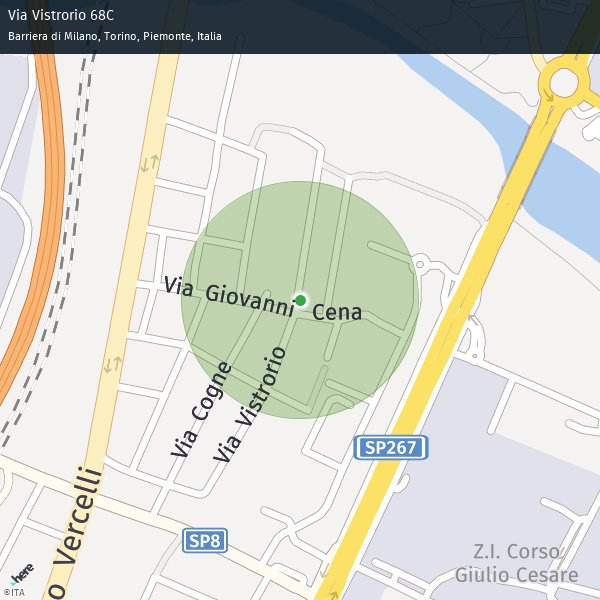 Via Vistrorio 68C
Barriera di Milano, Torino, Piemonte, Italia
Via Giovanni Cena
Via Cogne
Via Vistrorio
SP267
o Vercelli
SP8
Z.I. Corso
Giulio Cesare
here
©ITA